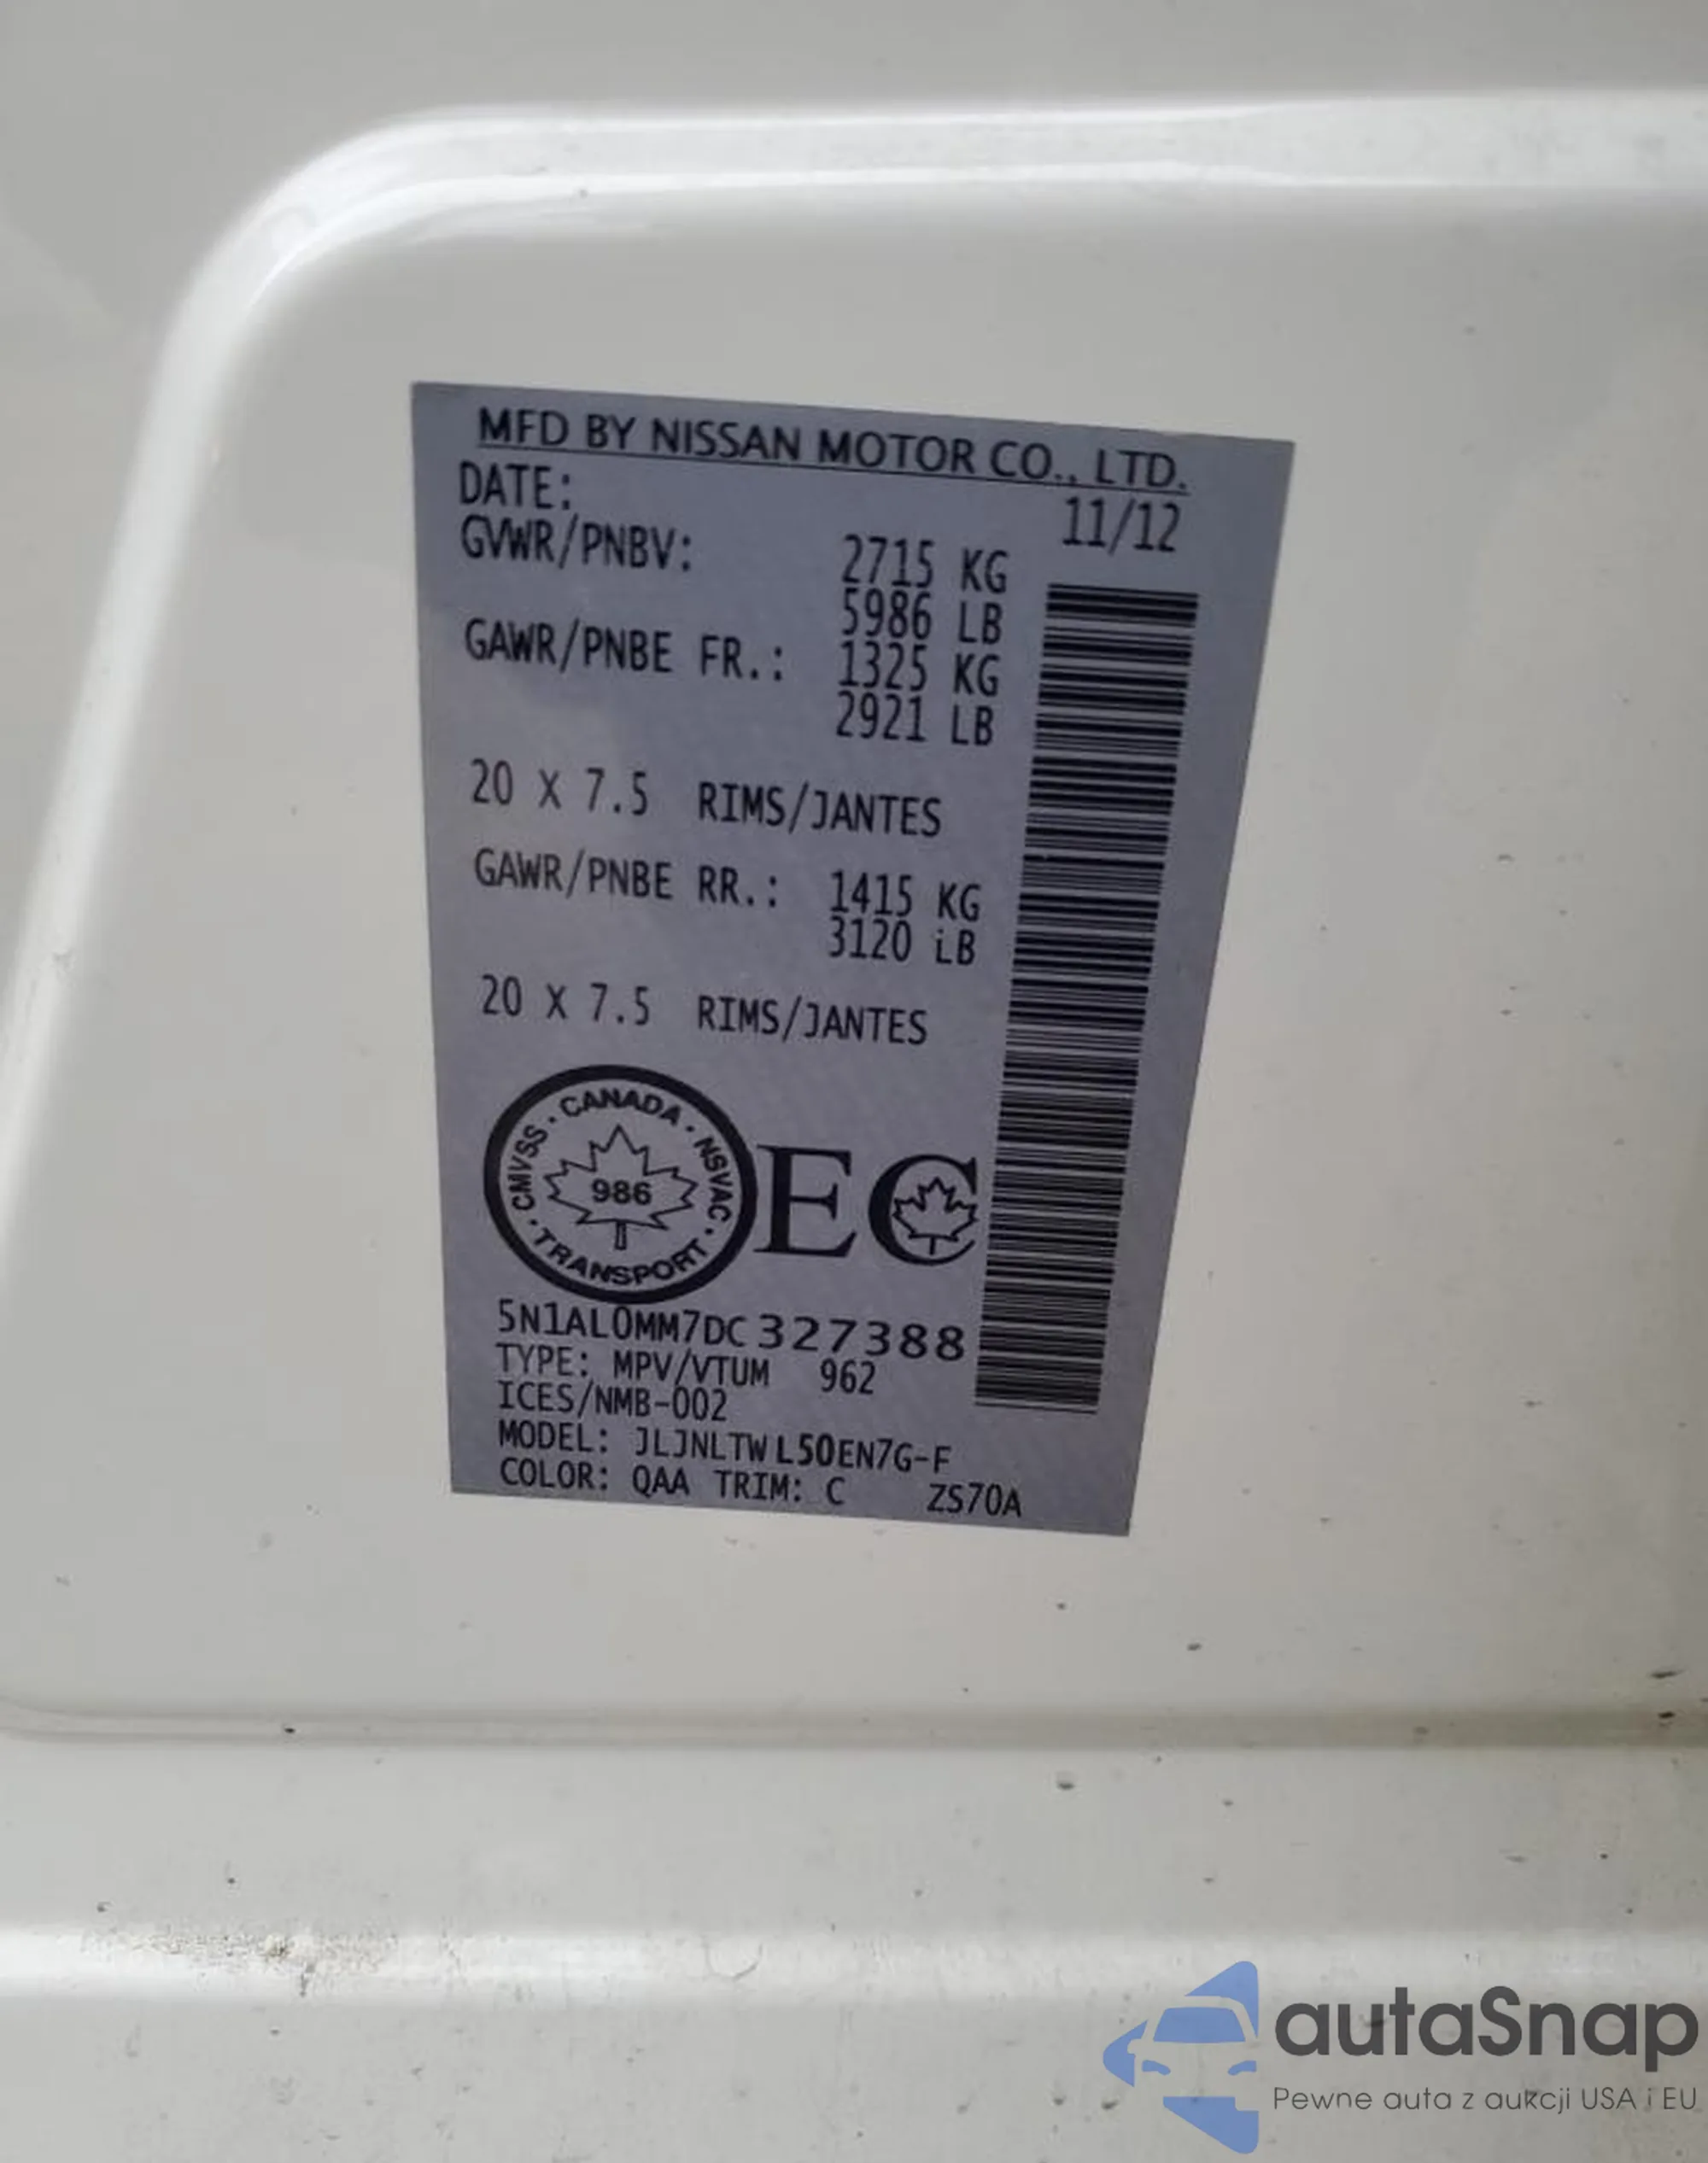 MFD BY NISSAN MOTOR CO., LTD.
DATE: 11/12
GVWR/PNBV: 2715 KG
5986 LB
GAWR/PNBE FR.: 1325 KG
2921 LB
20 X 7.5 RIMS/JANTES
GAWR/PNBE RR.: 1415 KG
3120 LB
20 X 7.5 RIMS/JANTES
CANADA · NSVAC · TRANSPORT · CMVSS ·
986
EC
5N1AL0MM7DC327388
TYPE: MPV/VTUM 962
ICES/NMB-002
MODEL: JLJNLTWL50EN7G-F
COLOR: QAA TRIM: C ZS70A
autaSnap
Pewne auta z aukcji USA i EU